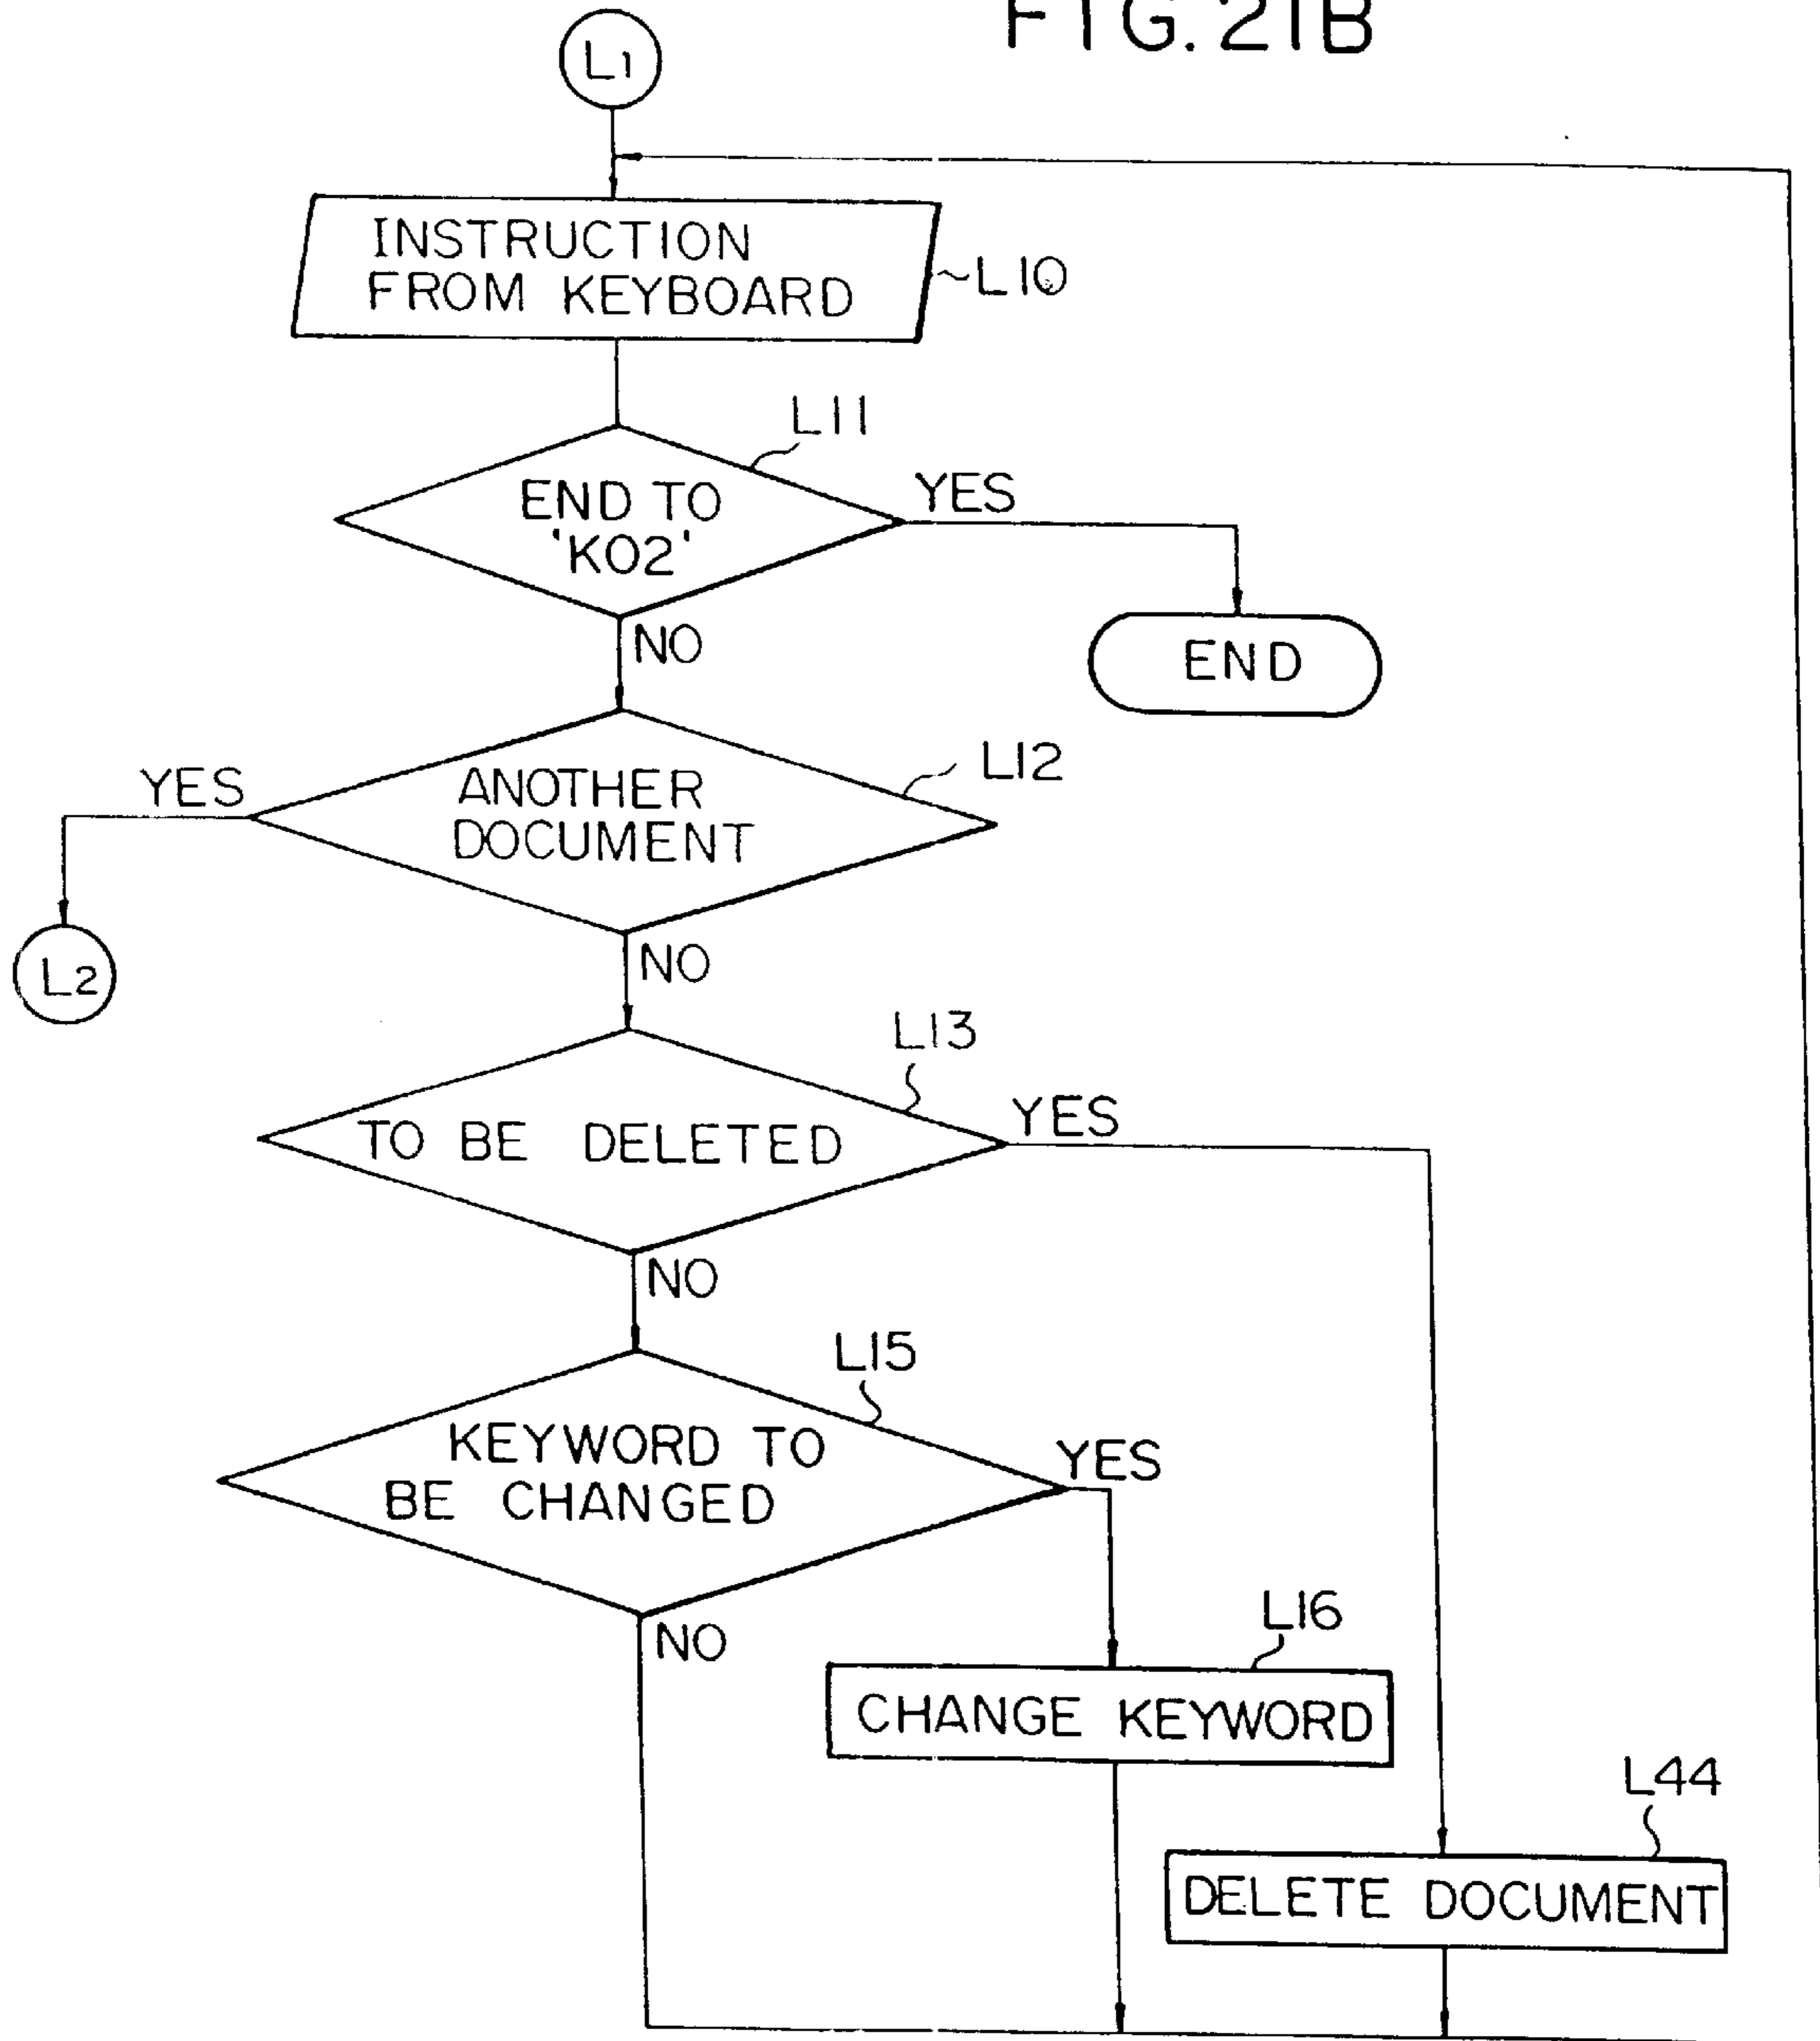 FIG. 21B
L1
INSTRUCTION
FROM KEYBOARD
L10
L11
END TO
'K02'
YES
NO
END
L12
YES
ANOTHER
DOCUMENT
L2
NO
L13
TO BE DELETED
YES
NO
L15
KEYWORD TO
BE CHANGED
YES
NO
L16
CHANGE KEYWORD
L44
DELETE DOCUMENT